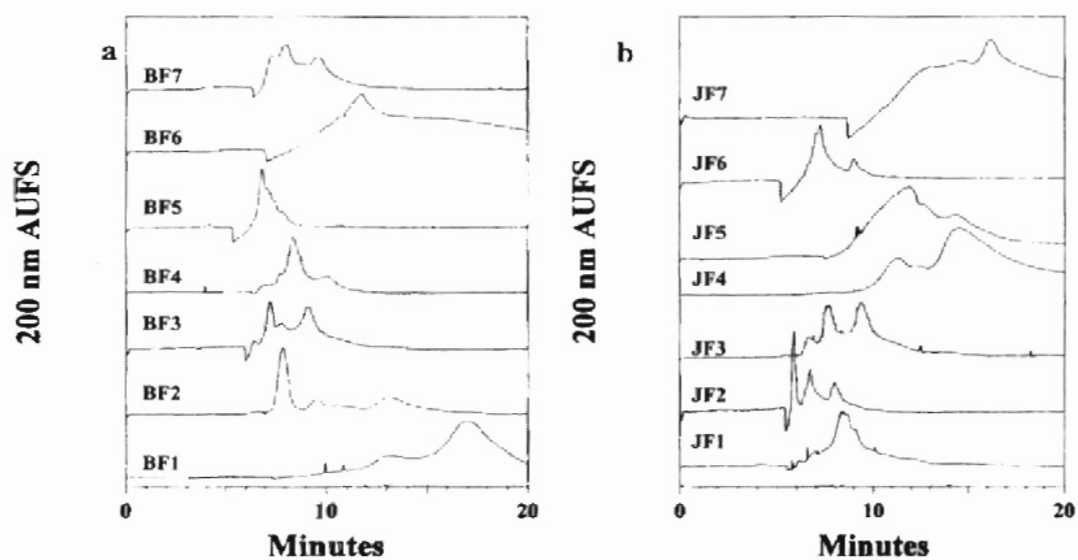 a
BF7
BF6
BF5
BF4
BF3
BF2
BF1
200 nm AUFS
0
10
20
Minutes
b
JF7
JF6
JF5
JF4
JF3
JF2
JF1
200 nm AUFS
0
10
20
Minutes